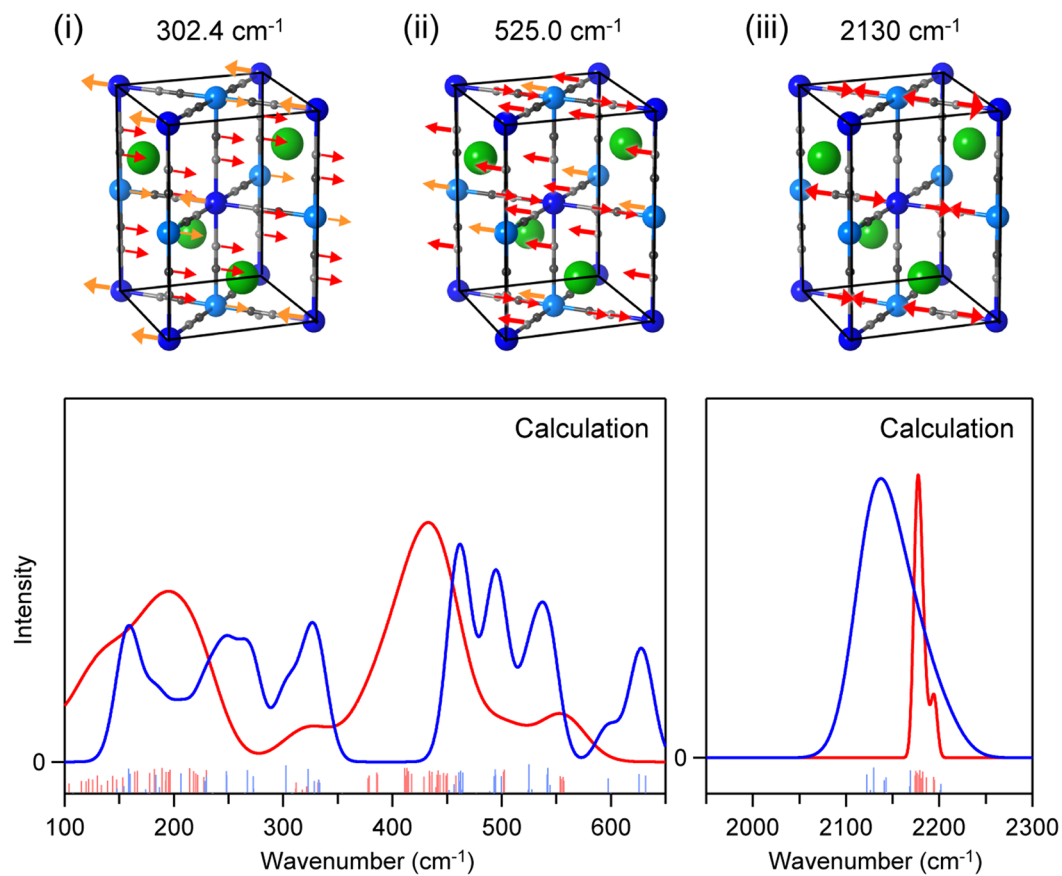 (i) 302.4 cm⁻¹ (ii) 525.0 cm⁻¹ (iii) 2130 cm⁻¹
Calculation
Intensity
0
100 200 300 400 500 600
Wavenumber (cm⁻¹)
Calculation
0
2000 2100 2200 2300
Wavenumber (cm⁻¹)